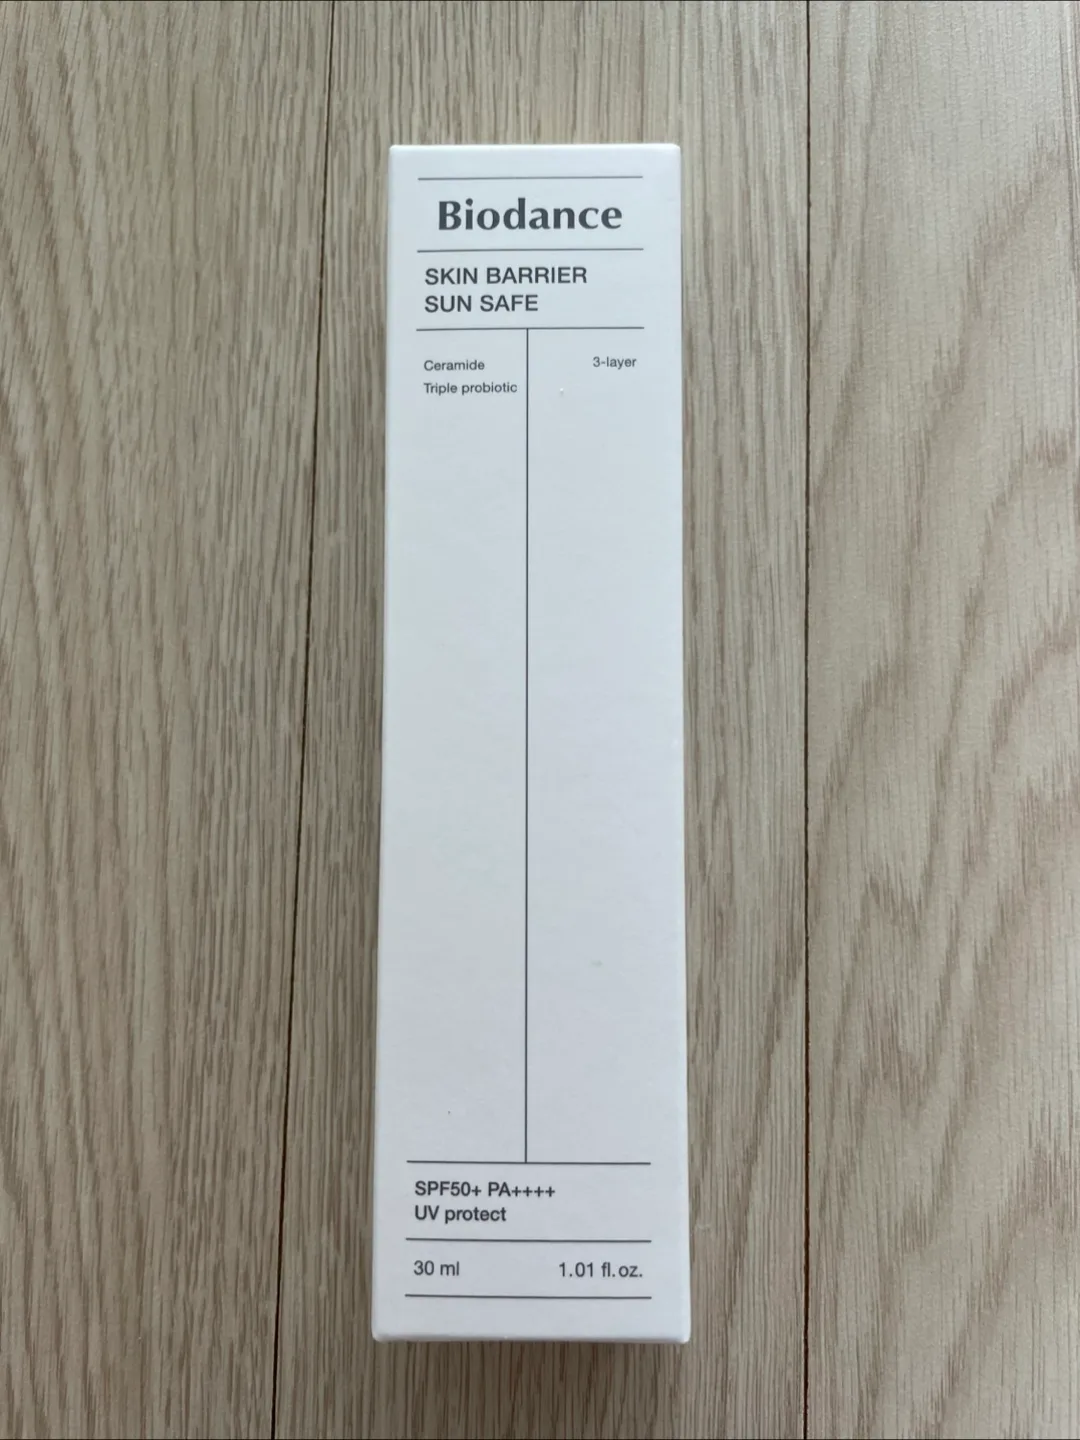 Biodance
SKIN BARRIER
SUN SAFE
Ceramide
Triple probiotic
3-layer
SPF50+ PA++++
UV protect
30 ml 1.01 fl.oz.